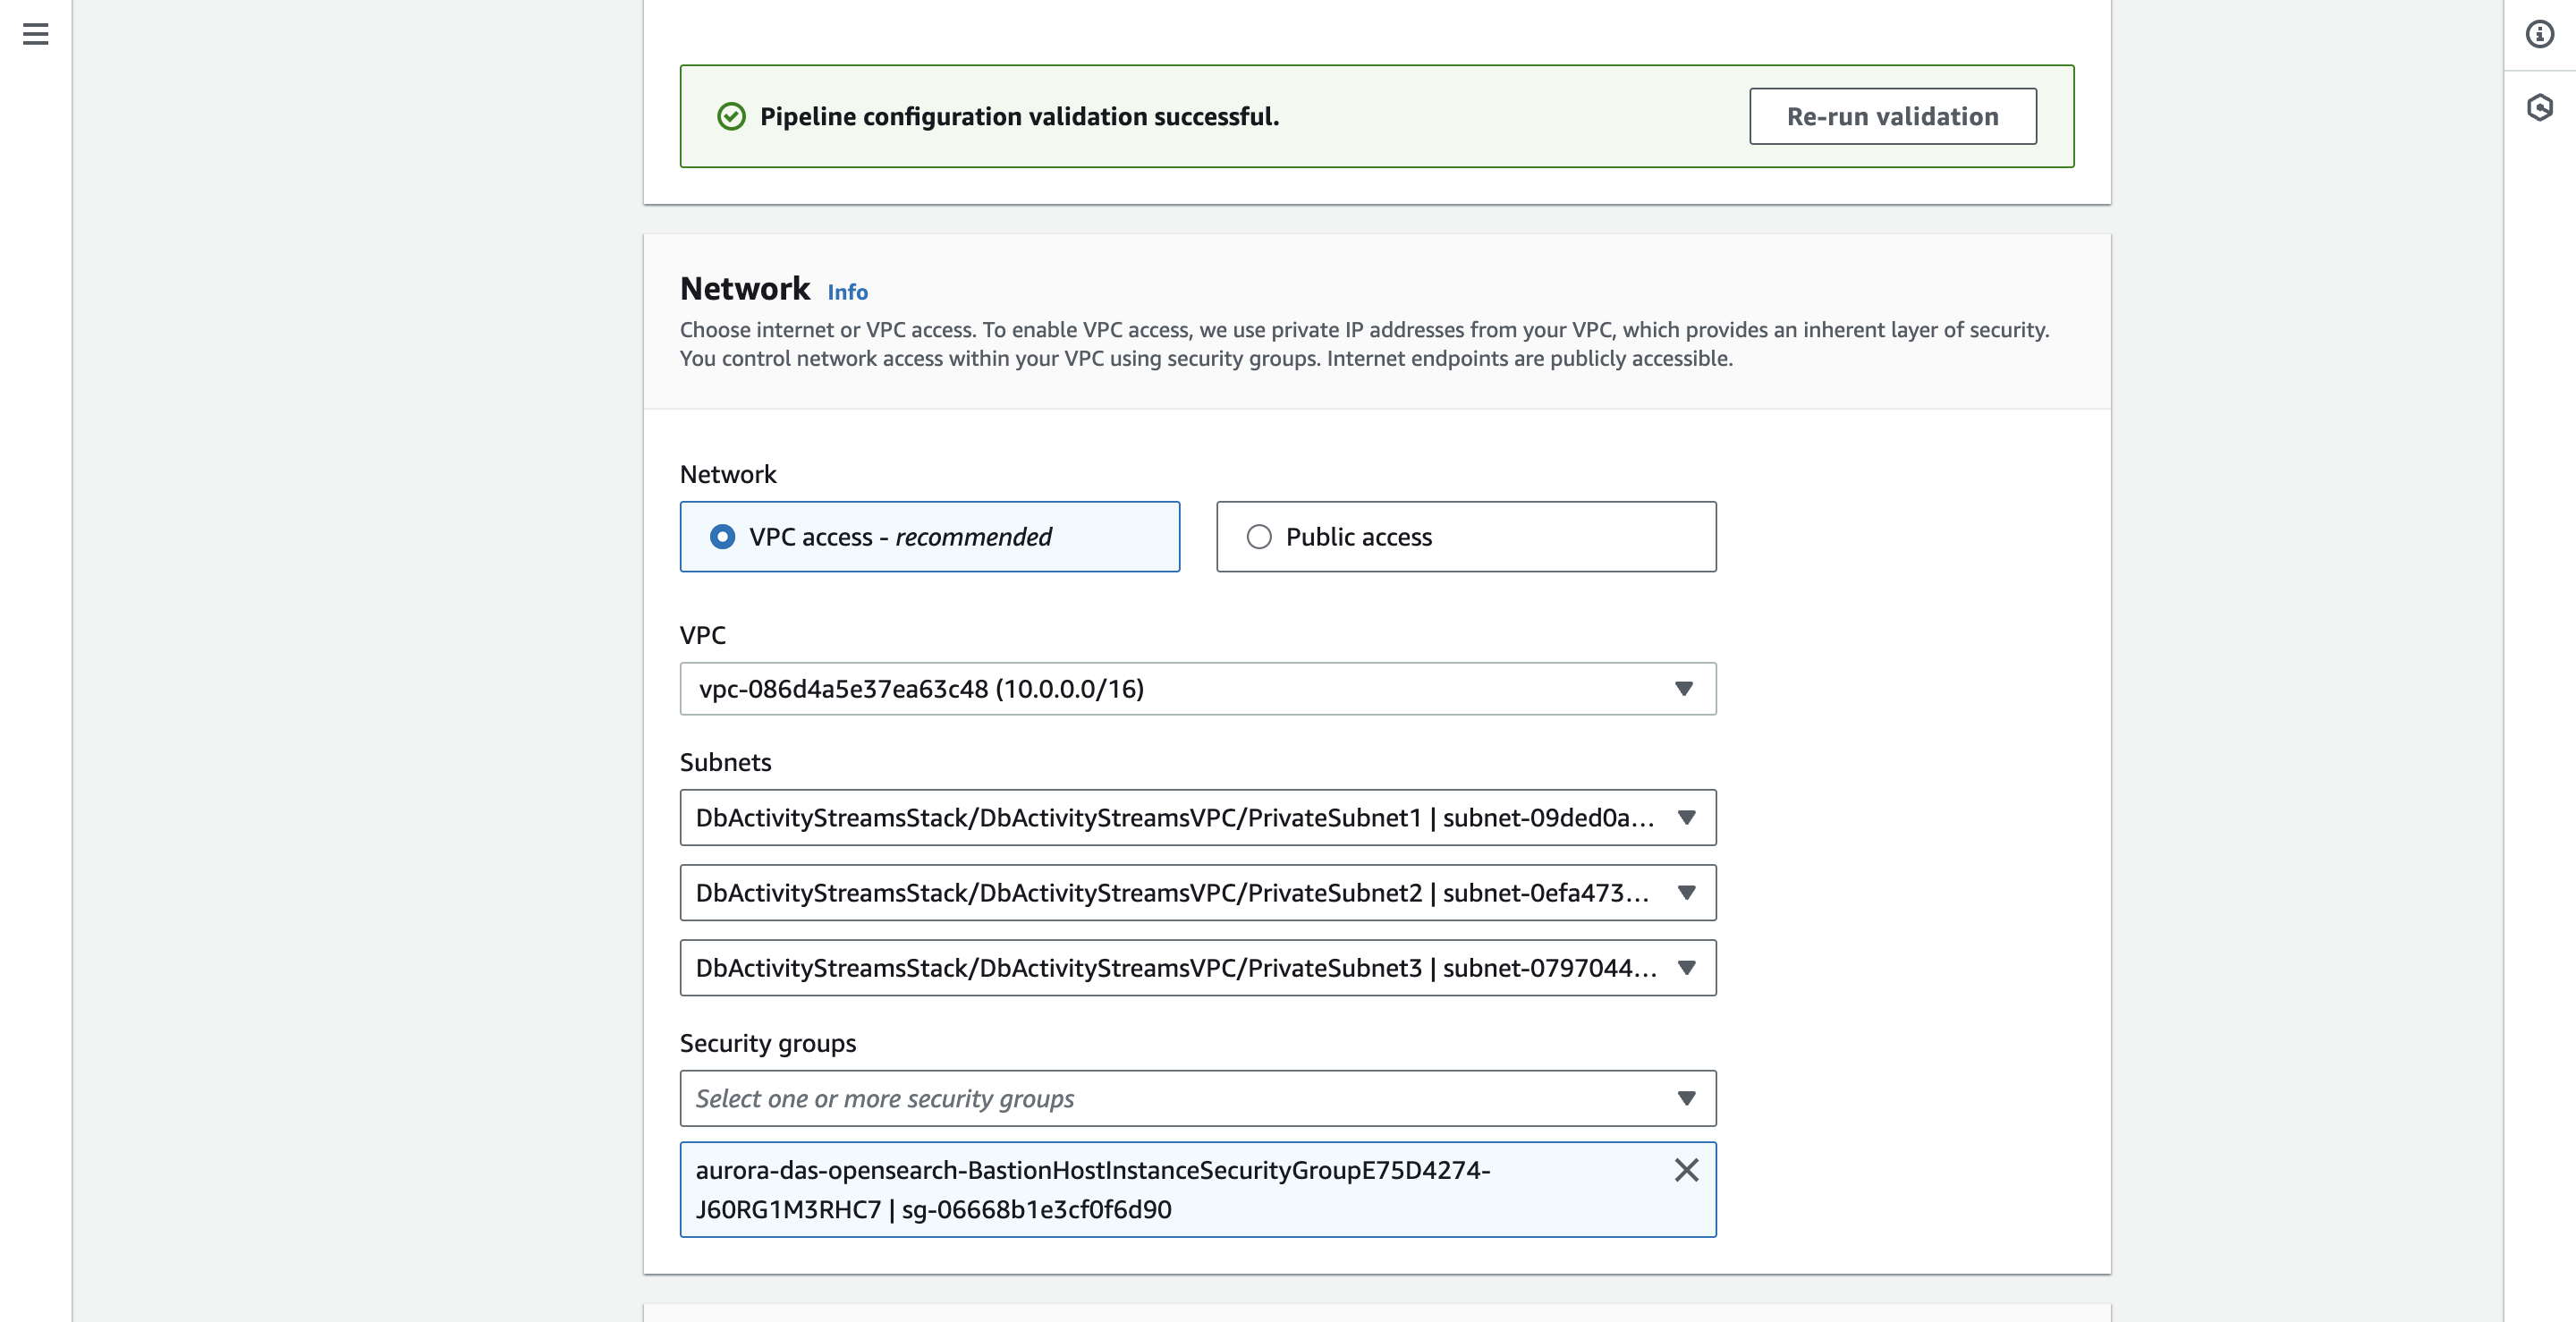 Pipeline configuration validation successful.
Re-run validation
Network Info
Choose internet or VPC access. To enable VPC access, we use private IP addresses from your VPC, which provides an inherent layer of security.
You control network access within your VPC using security groups. Internet endpoints are publicly accessible.
Network
VPC access - recommended
Public access
VPC
vpc-086d4a5e37ea63c48 (10.0.0.0/16)
Subnets
DbActivityStreamsStack/DbActivityStreamsVPC/PrivateSubnet1 | subnet-09ded0a...
DbActivityStreamsStack/DbActivityStreamsVPC/PrivateSubnet2 | subnet-0efa473...
DbActivityStreamsStack/DbActivityStreamsVPC/PrivateSubnet3 | subnet-0797044...
Security groups
Select one or more security groups
aurora-das-opensearch-BastionHostInstanceSecurityGroupE75D4274-
J60RG1M3RHC7 | sg-06668b1e3cf0f6d90